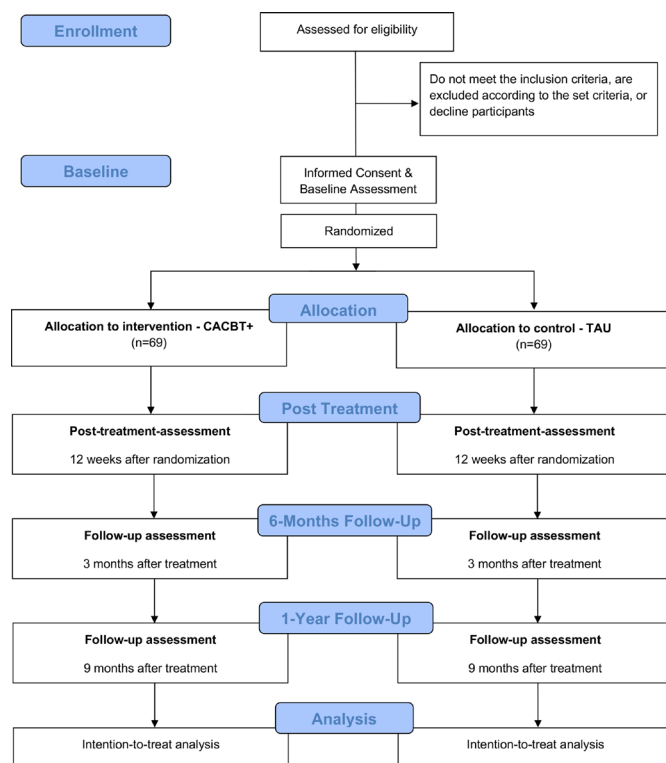 Enrollment
Assessed for eligibility
Do not meet the inclusion criteria, are
excluded according to the set criteria, or
decline participants
Baseline
Informed Consent &
Baseline Assessment
Randomized
Allocation
Allocation to intervention - CACBT+
(n=69)
Allocation to control - TAU
(n=69)
Post Treatment
Post-treatment-assessment
12 weeks after randomization
Post-treatment-assessment
12 weeks after randomization
6-Months Follow-Up
Follow-up assessment
3 months after treatment
Follow-up assessment
3 months after treatment
1-Year Follow-Up
Follow-up assessment
9 months after treatment
Follow-up assessment
9 months after treatment
Analysis
Intention-to-treat analysis
Intention-to-treat analysis